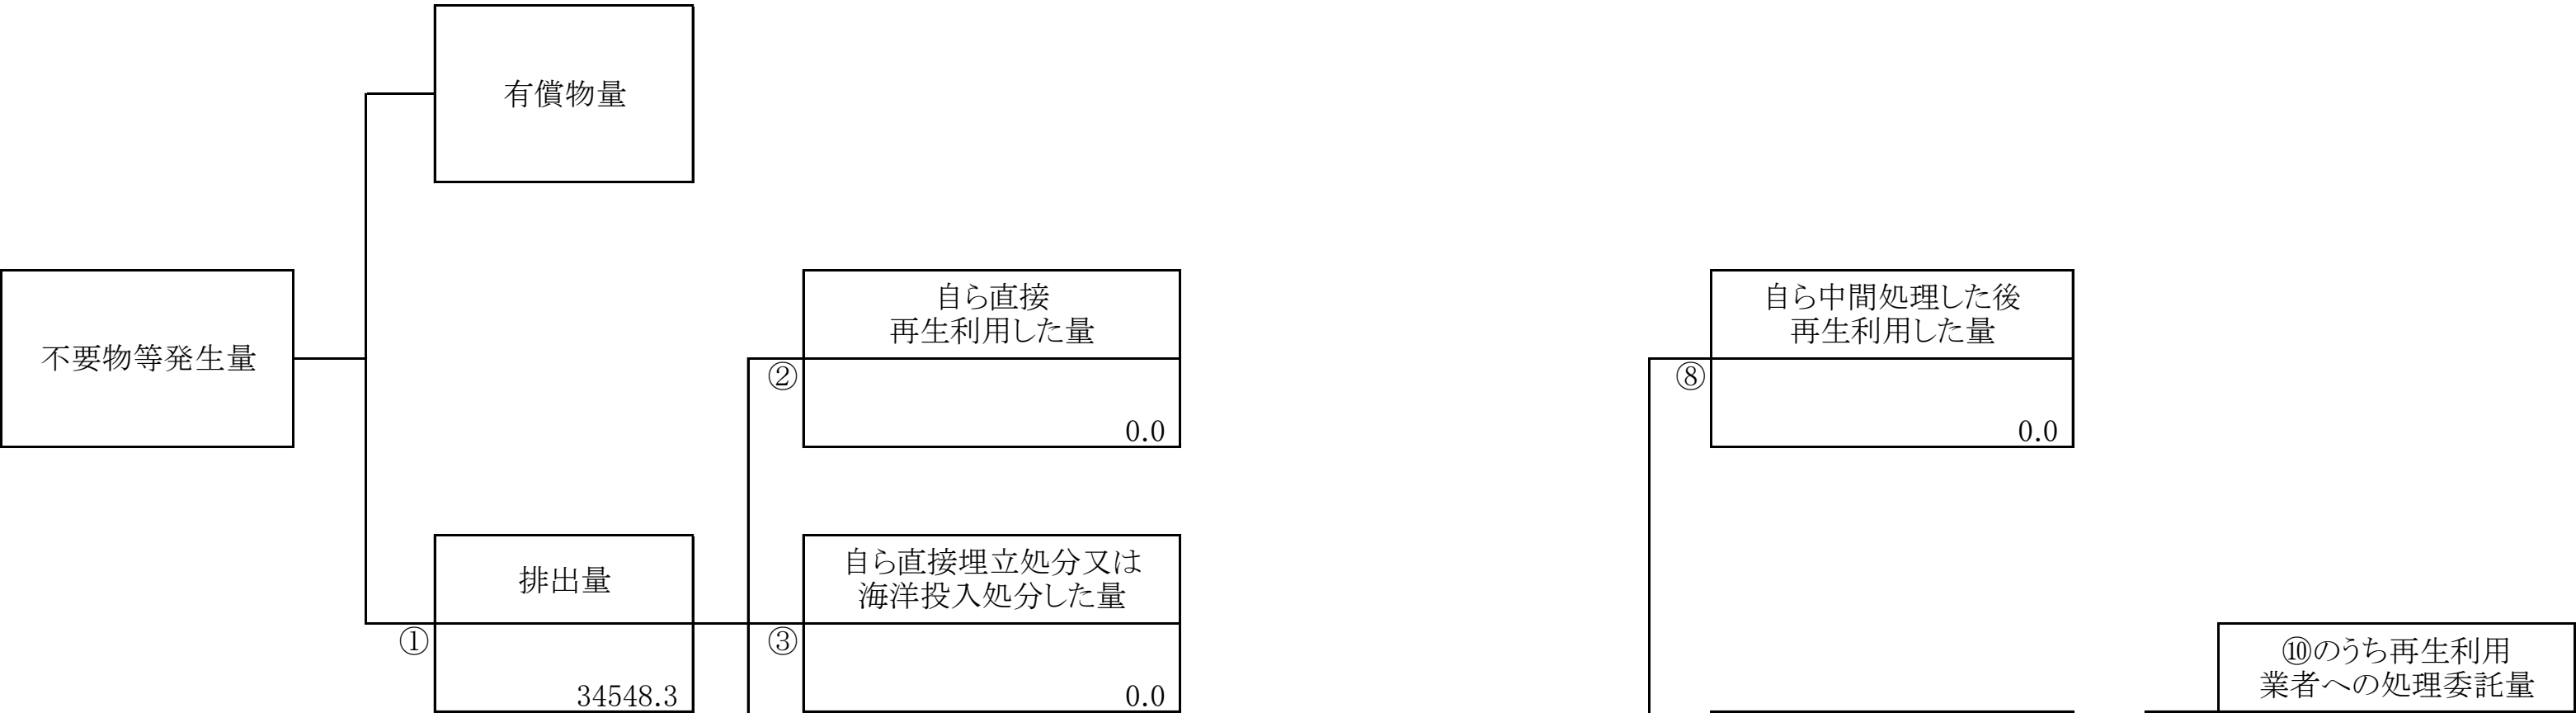 有償物量
不要物等発生量
自ら直接
再生利用した量
②
0.0
自ら中間処理した後
再生利用した量
⑧
0.0
排出量
①
34548.3
自ら直接埋立処分又は
海洋投入処分した量
③
0.0
⑩のうち再生利用
業者への処理委託量